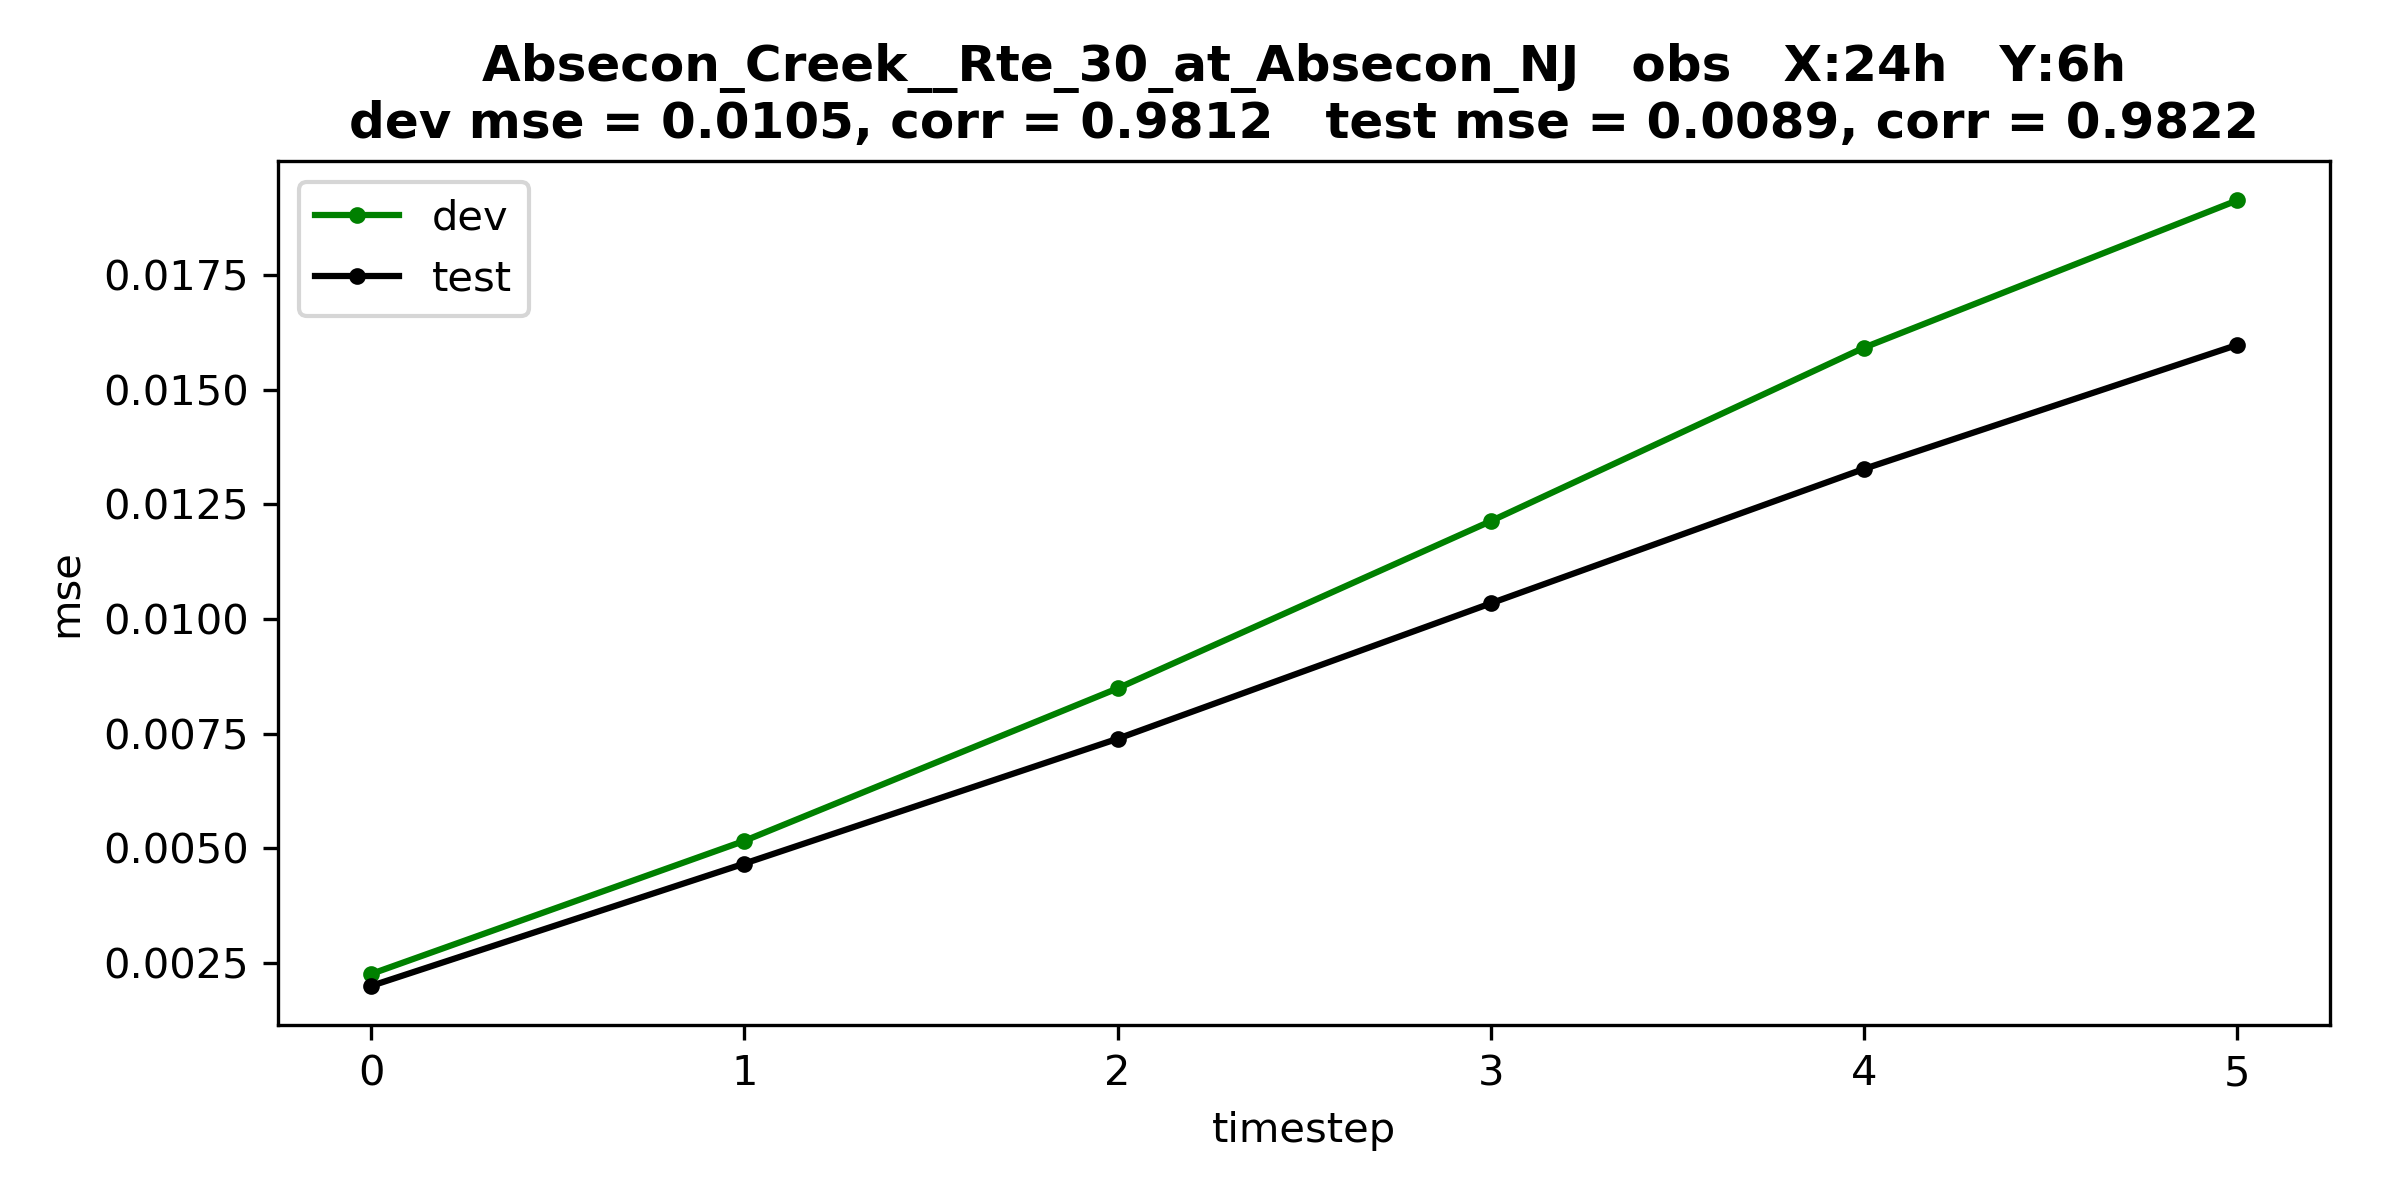 Absecon_Creek__Rte_30_at_Absecon_NJ   obs   X:24h   Y:6h
dev mse = 0.0105, corr = 0.9812   test mse = 0.0089, corr = 0.9822
dev
test
0.0175
0.0150
0.0125
0.0100
0.0075
0.0050
0.0025
mse
0 1 2 3 4 5
timestep